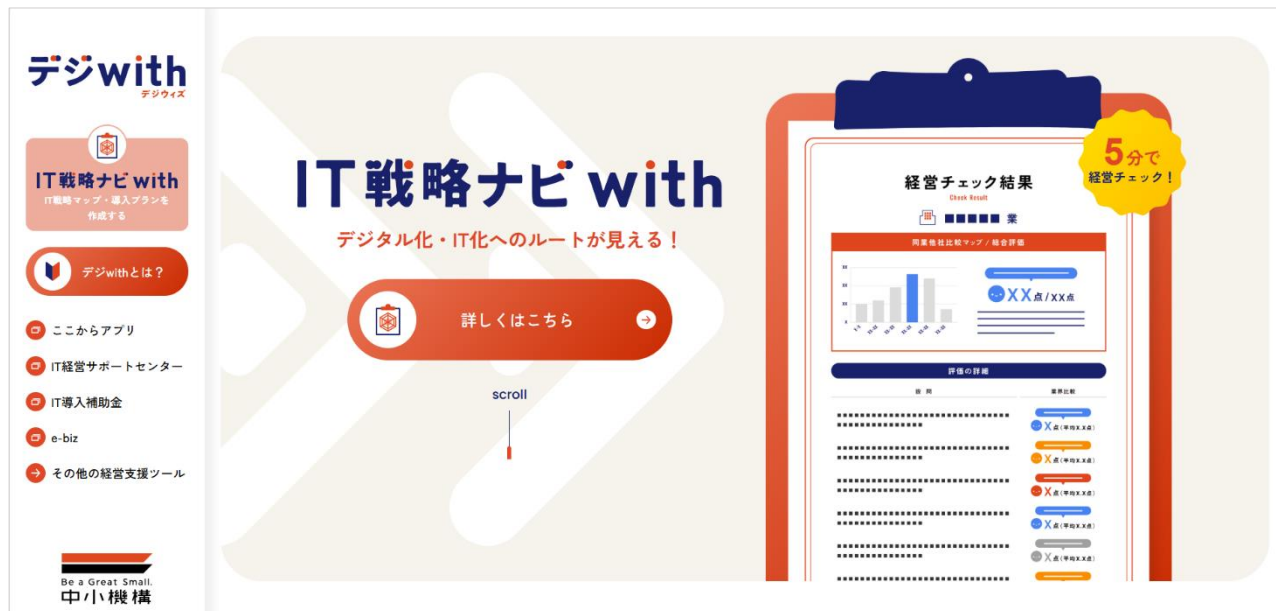 デジwith
デジウィズ
IT戦略ナビ with
IT戦略マップ・導入プランを
作成する
デジwithとは？
ここからアプリ
IT経営サポートセンター
IT導入補助金
e-biz
その他の経営支援ツール
Be a Great Small.
中小機構
IT戦略ナビ with
デジタル化・IT化へのルートが見える！
詳しくはこちら
scroll
5分で
経営チェック！
経営チェック結果
Check Result
■■■■■ 業
同業他社比較マップ / 総合評価
XX点/XX点
評価の詳細
設問
業界比較
X点(平均X.X点)
X点(平均X.X点)
X点(平均X.X点)
X点(平均X.X点)
X点(平均X.X点)